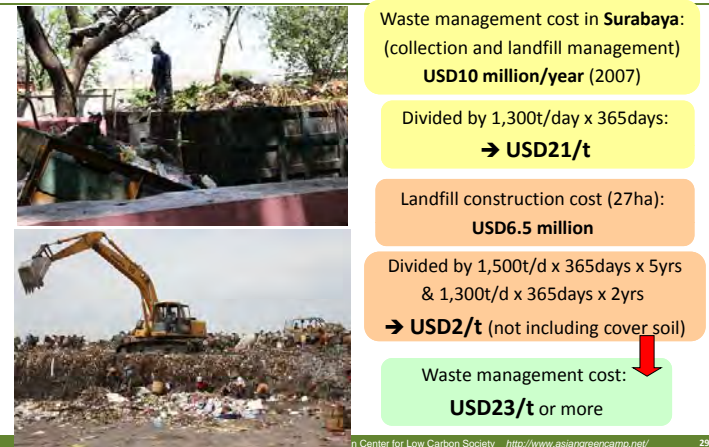 Waste management cost in Surabaya:
(collection and landfill management)
USD10 million/year (2007)
Divided by 1,300t/day x 365days:
➔ USD21/t
Landfill construction cost (27ha):
USD6.5 million
Divided by 1,500t/d x 365days x 5yrs
& 1,300t/d x 365days x 2yrs
➔ USD2/t (not including cover soil)
Waste management cost:
USD23/t or more
n Center for Low Carbon Society http://www.asiangreencamp.net/ 29